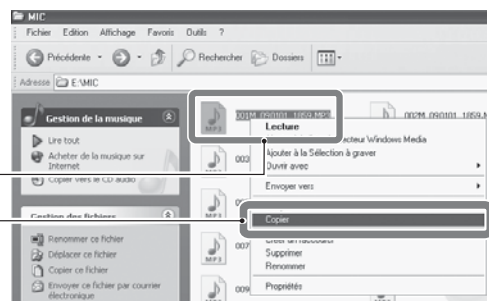 MIC
Fichier Edition Affichage Favoris Outils ?
Précédente Rechercher Dossiers
Adresse E:\MIC
Gestion de la musique
Lire tout
Acheter de la musique sur
Internet
Copier vers le CD audio
Gestion des fichiers
Renommer ce fichier
Déplacer ce fichier
Copier ce fichier
Envoyer ce fichier par courrier
électronique
MP3
001M_090101_1859.MP3
002M_090101_1859.M
003
007
009
Lecture
Windows Media
Ajouter à la Sélection à graver
Ouvrir avec
Envoyer vers
Copier
Créer un raccourci
Supprimer
Renommer
Propriétés